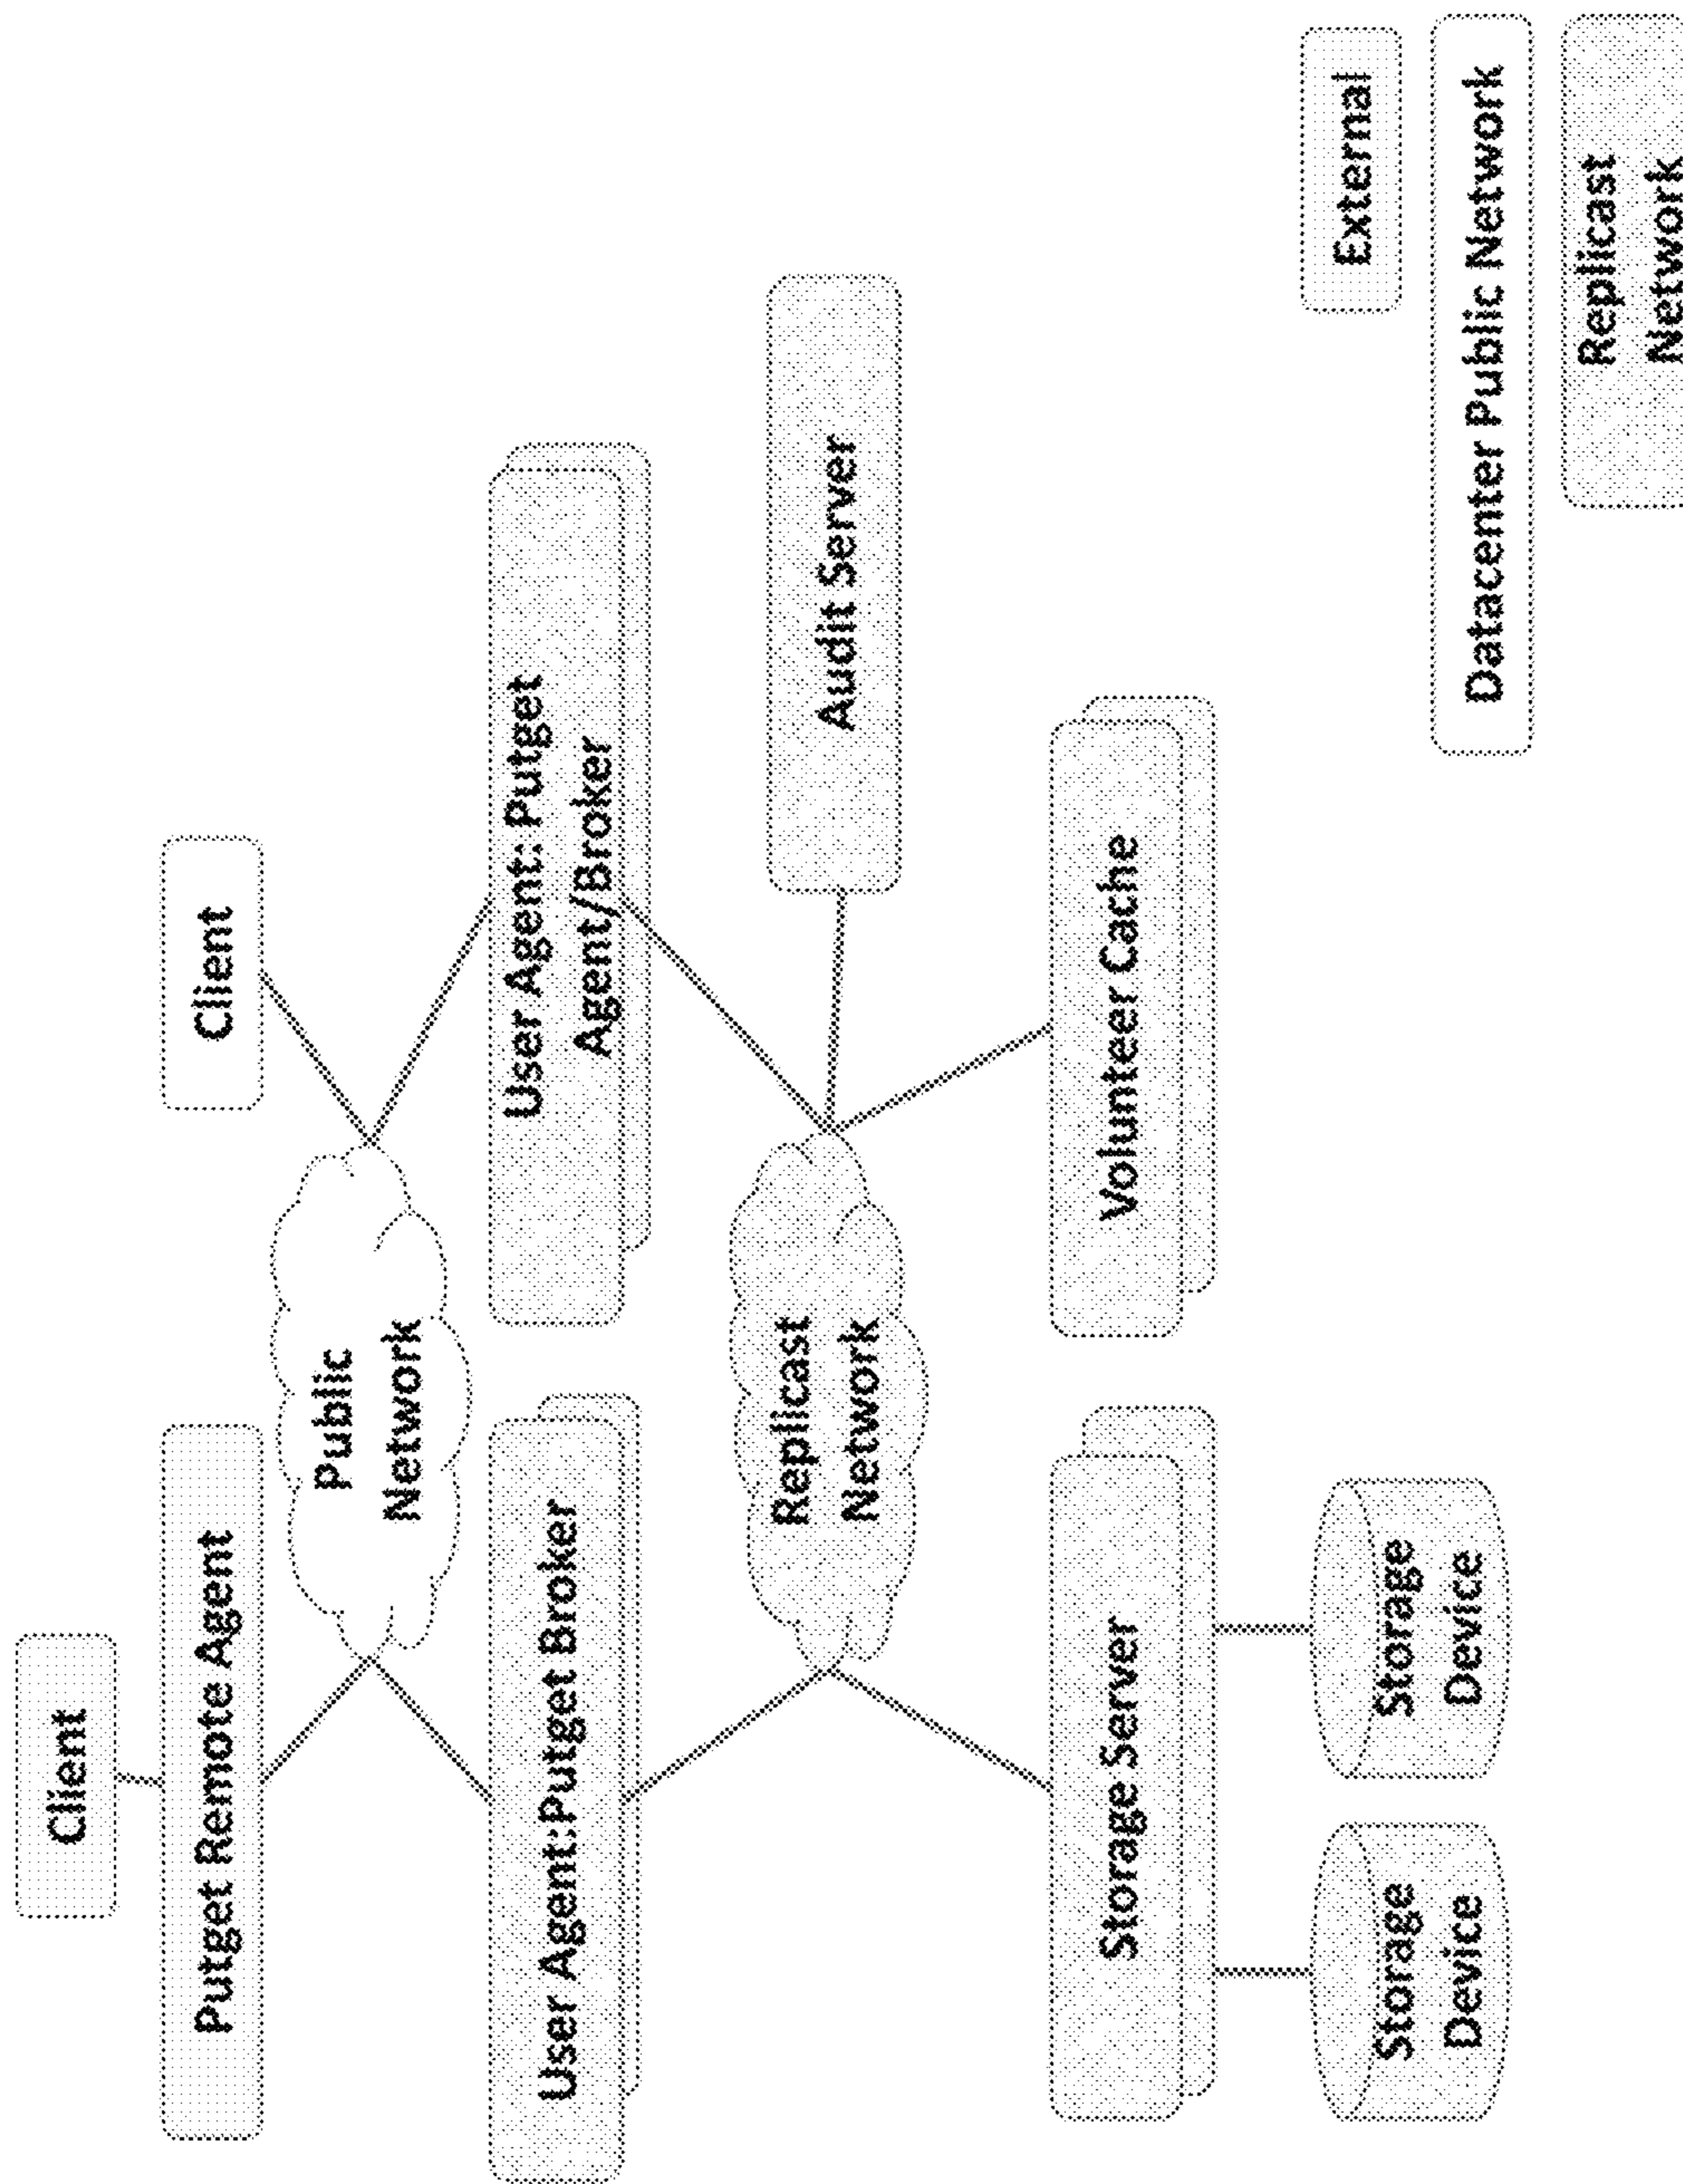 Client
Putget Remote Agent
Client
Public
Network
User Agent:Putget Broker
User Agent: Putget
Agent/Broker
Replicast
Network
Audit Server
Storage Server
Volunteer Cache
Storage
Device
Storage
Device
External
Datacenter Public Network
Replicast
Network